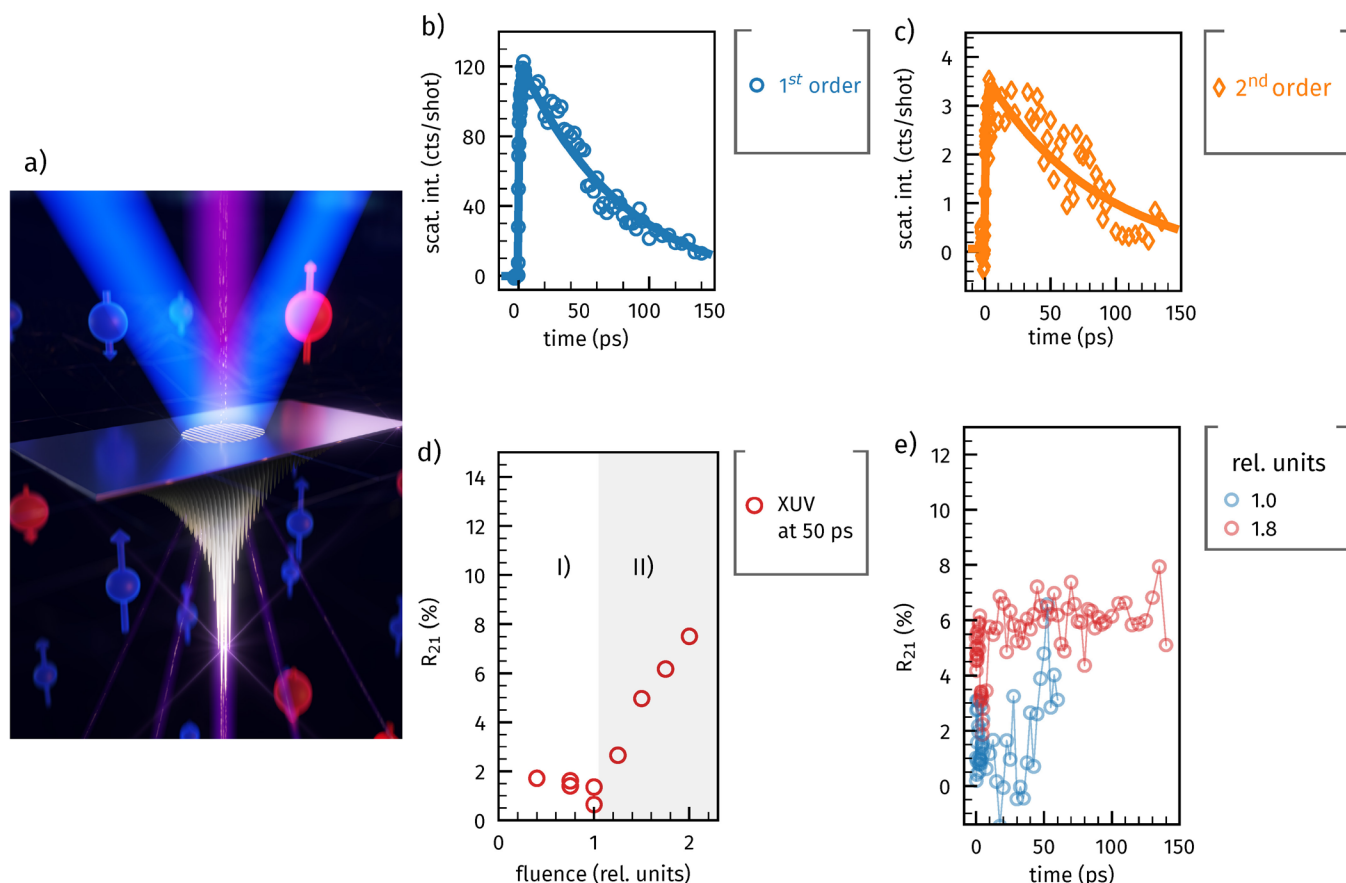 a)
b)
scat. int. (cts/shot)
120
80
40
0
0 50 100 150
time (ps)
1st order
c)
scat. int. (cts/shot)
4
3
2
1
0
0 50 100 150
time (ps)
2nd order
d)
R21 (%)
14
12
10
8
6
4
2
0
I) II)
0 1 2
fluence (rel. units)
XUV
at 50 ps
e)
R21 (%)
12
10
8
6
4
2
0
0 50 100 150
time (ps)
rel. units
1.0
1.8